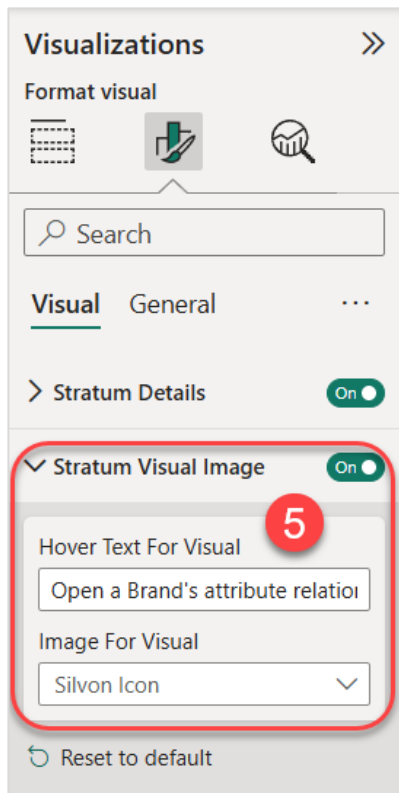 Visualizations
Format visual
Search
Visual General
Stratum Details On
Stratum Visual Image On
5
Hover Text For Visual
Open a Brand's attribute relation
Image For Visual
Silvon Icon
Reset to default